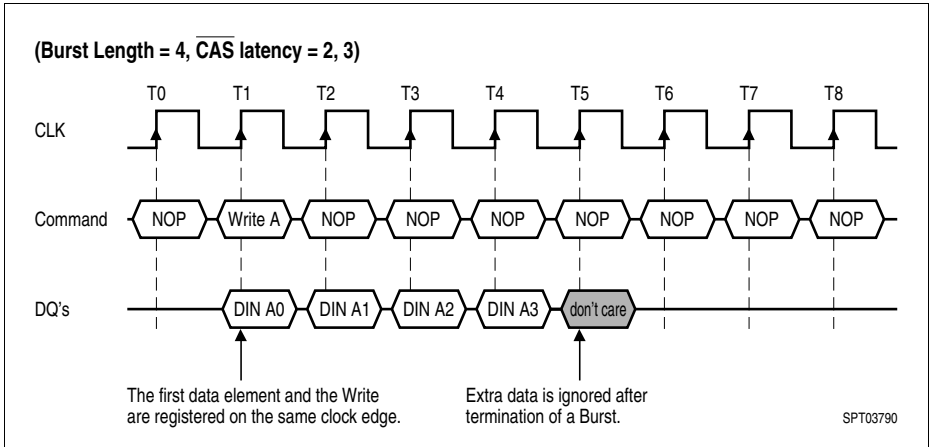 (Burst Length = 4, CAS latency = 2, 3)
T0 T1 T2 T3 T4 T5 T6 T7 T8
CLK
Command NOP Write A NOP NOP NOP NOP NOP NOP NOP
DQ's DIN A0 DIN A1 DIN A2 DIN A3 don't care
The first data element and the Write
are registered on the same clock edge.
Extra data is ignored after
termination of a Burst.
SPT03790